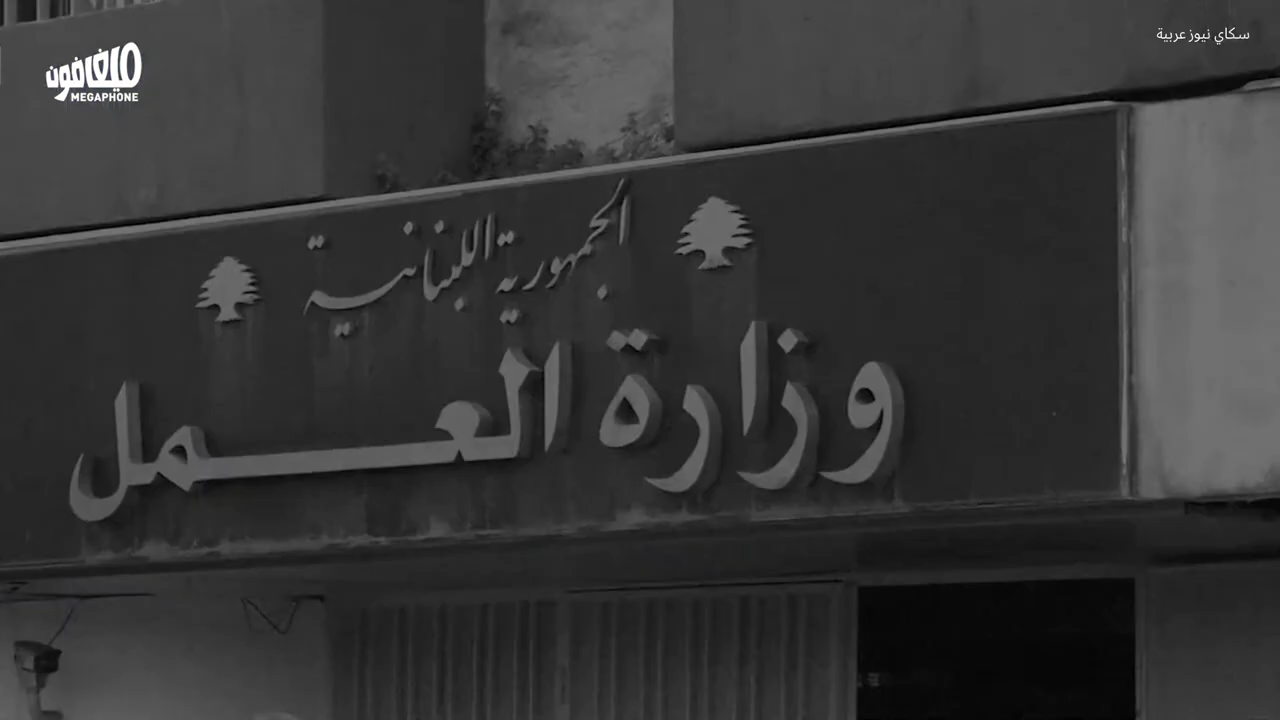 سكاي نيوز عربية
ميغافون
MEGAPHONE
الجمهورية اللبنانية
وزارة العمل